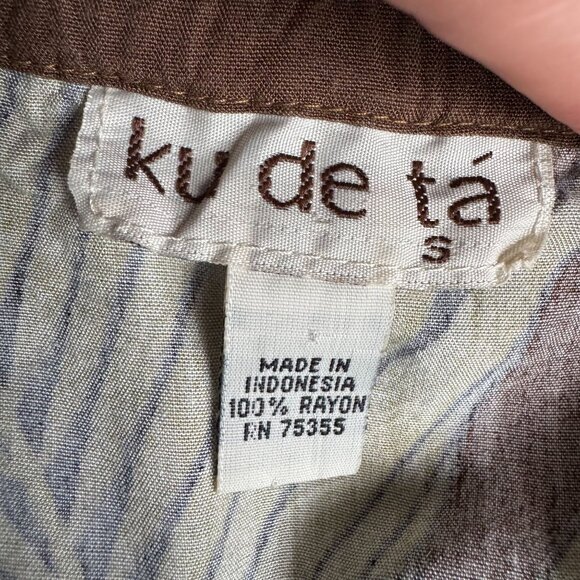 ku de tá
S
MADE IN
INDONESIA
100% RAYON
RN 75355